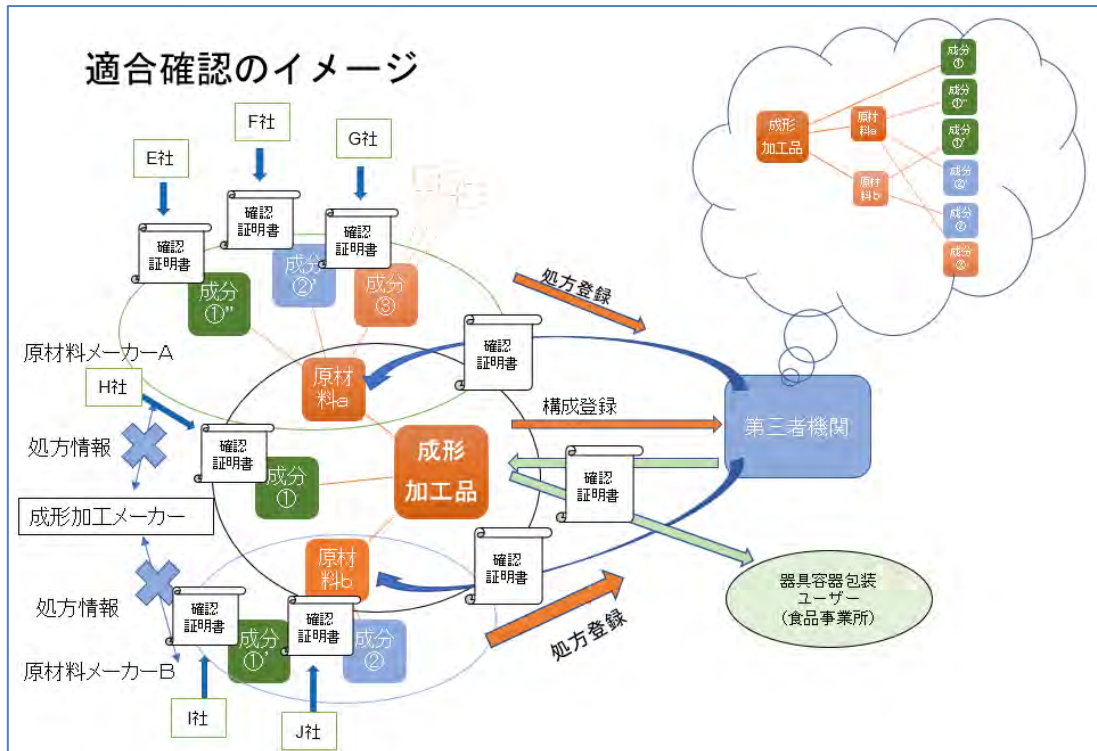 適合確認のイメージ
E社
F社
G社
確認
証明書
確認
証明書
確認
証明書
成分
①"
成分
②'
成分
③
原材料メーカーA
H社
原材
料a
確認
証明書
処方登録
処方情報
確認
証明書
成分
①
成形
加工品
構成登録
確認
証明書
第三者機関
成形加工メーカー
処方情報
原材料メーカーB
確認
証明書
成分
①'
I社
原材
料b
確認
証明書
成分
②
J社
確認
証明書
処方登録
器具容器包装
ユーザー
(食品事業所)
成形
加工品
原材
料a
原材
料b
成分
①
成分
①"
成分
①'
成分
②'
成分
②
成分
③